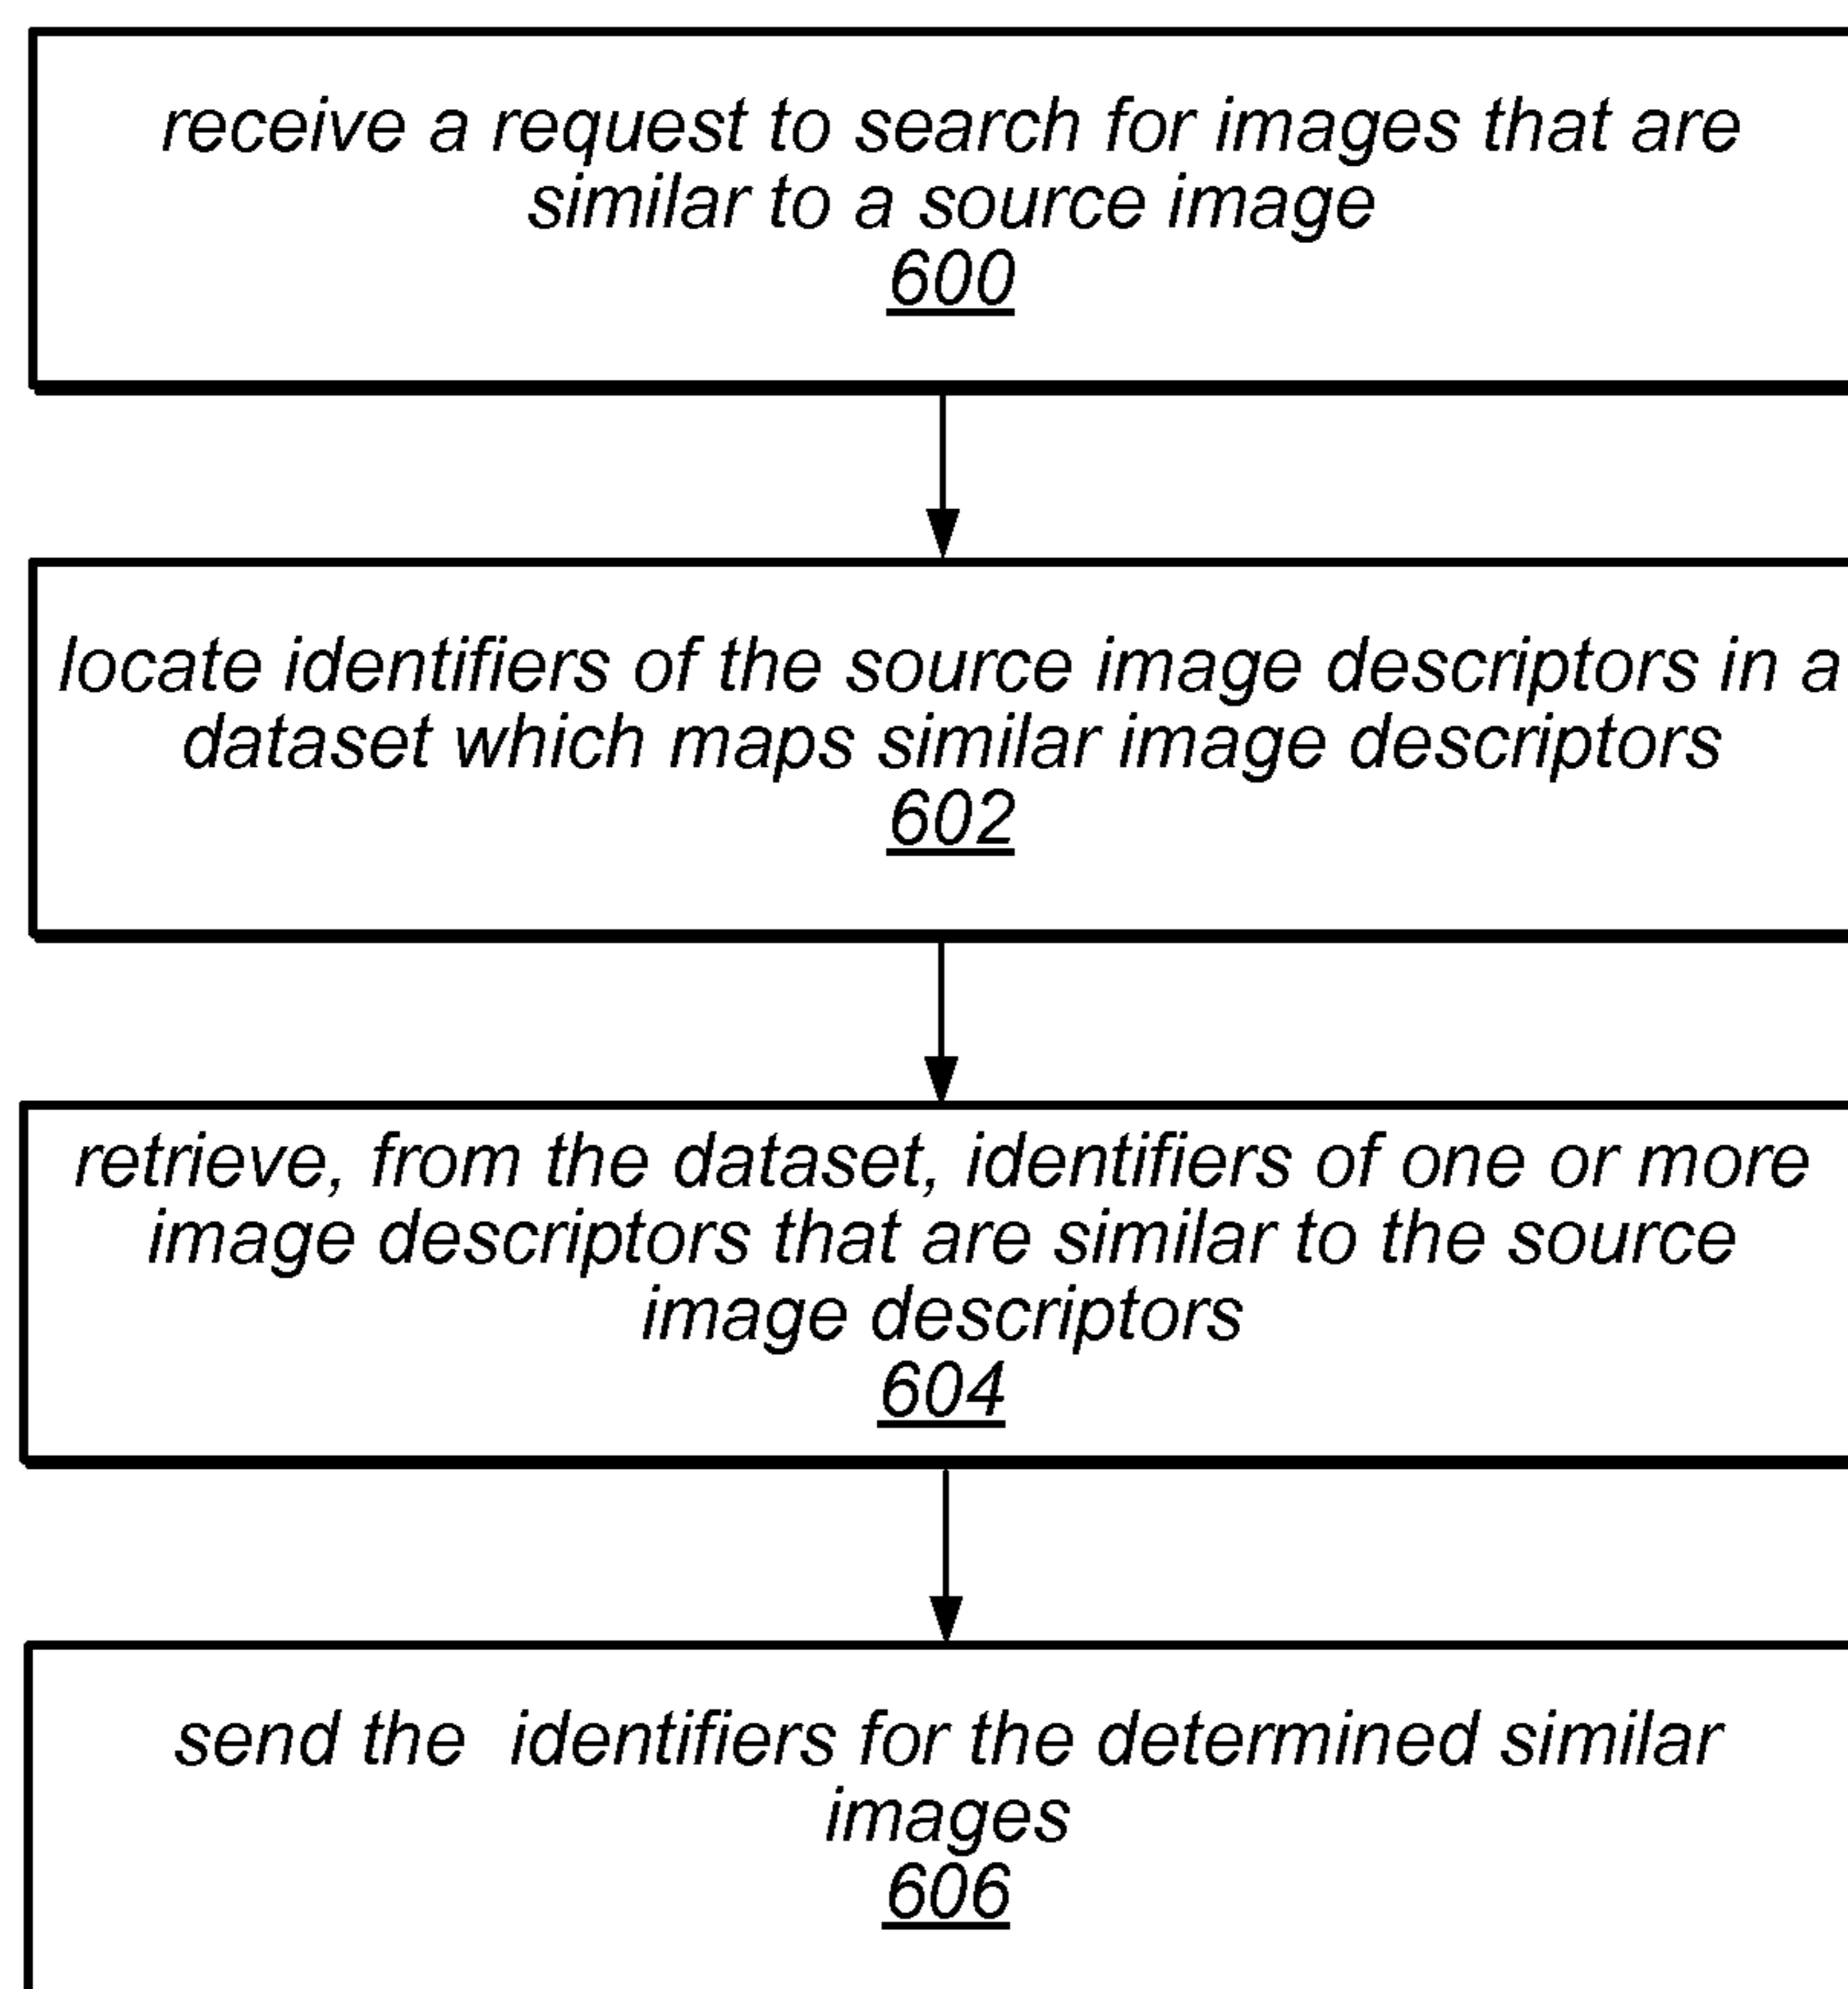 receive a request to search for images that are
similar to a source image
600
locate identifiers of the source image descriptors in a
dataset which maps similar image descriptors
602
retrieve, from the dataset, identifiers of one or more
image descriptors that are similar to the source
image descriptors
604
send the  identifiers for the determined similar
images
606